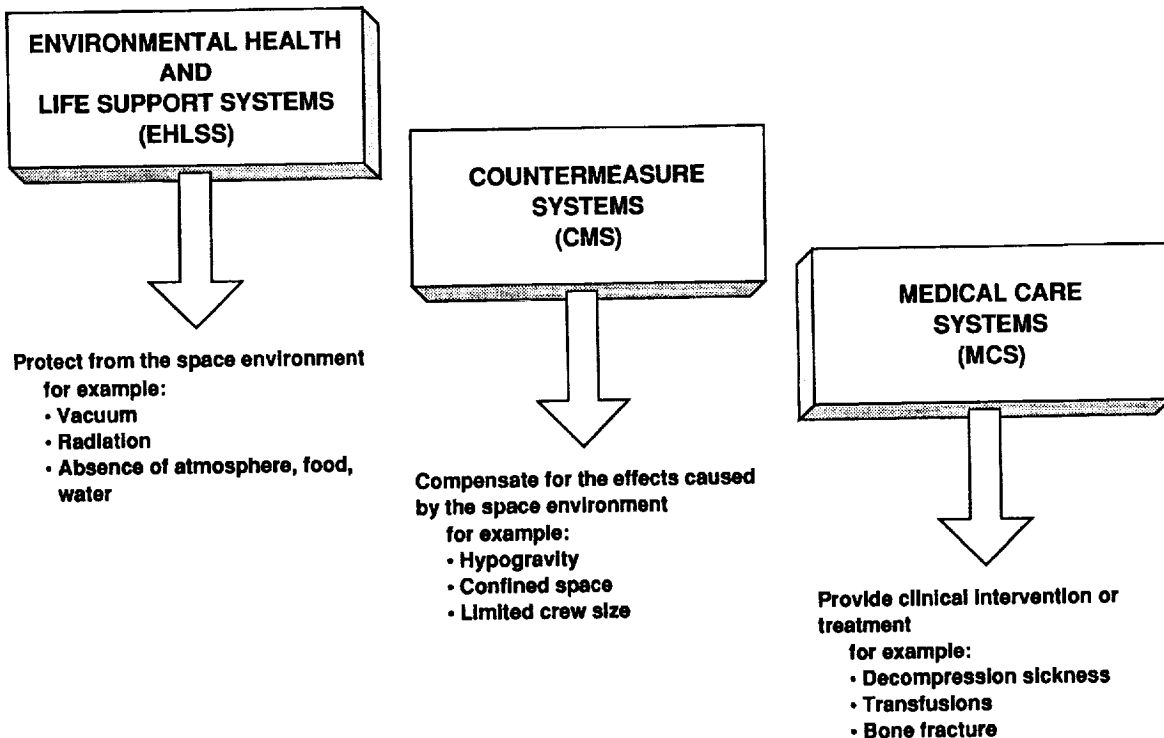 ENVIRONMENTAL HEALTH
AND
LIFE SUPPORT SYSTEMS
(EHLSS)
Protect from the space environment
for example:
• Vacuum
• Radiation
• Absence of atmosphere, food,
water
COUNTERMEASURE
SYSTEMS
(CMS)
Compensate for the effects caused
by the space environment
for example:
• Hypogravity
• Confined space
• Limited crew size
MEDICAL CARE
SYSTEMS
(MCS)
Provide clinical intervention or
treatment
for example:
• Decompression sickness
• Transfusions
• Bone fracture